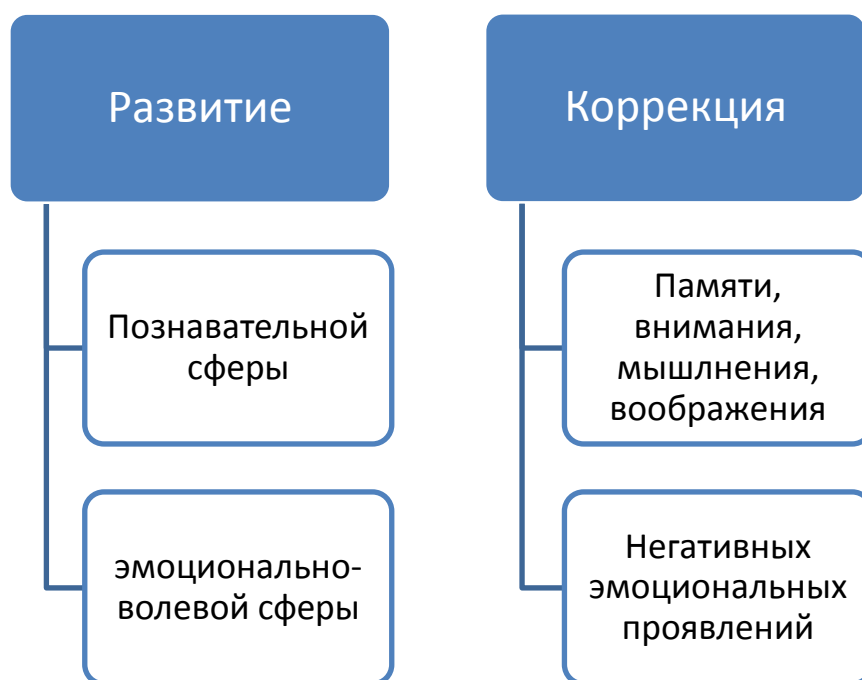 Развитие
Познавательной
сферы
эмоционально-
волевой сферы
Коррекция
Памяти,
внимания,
мышлнения,
воображения
Негативных
эмоциональных
проявлений